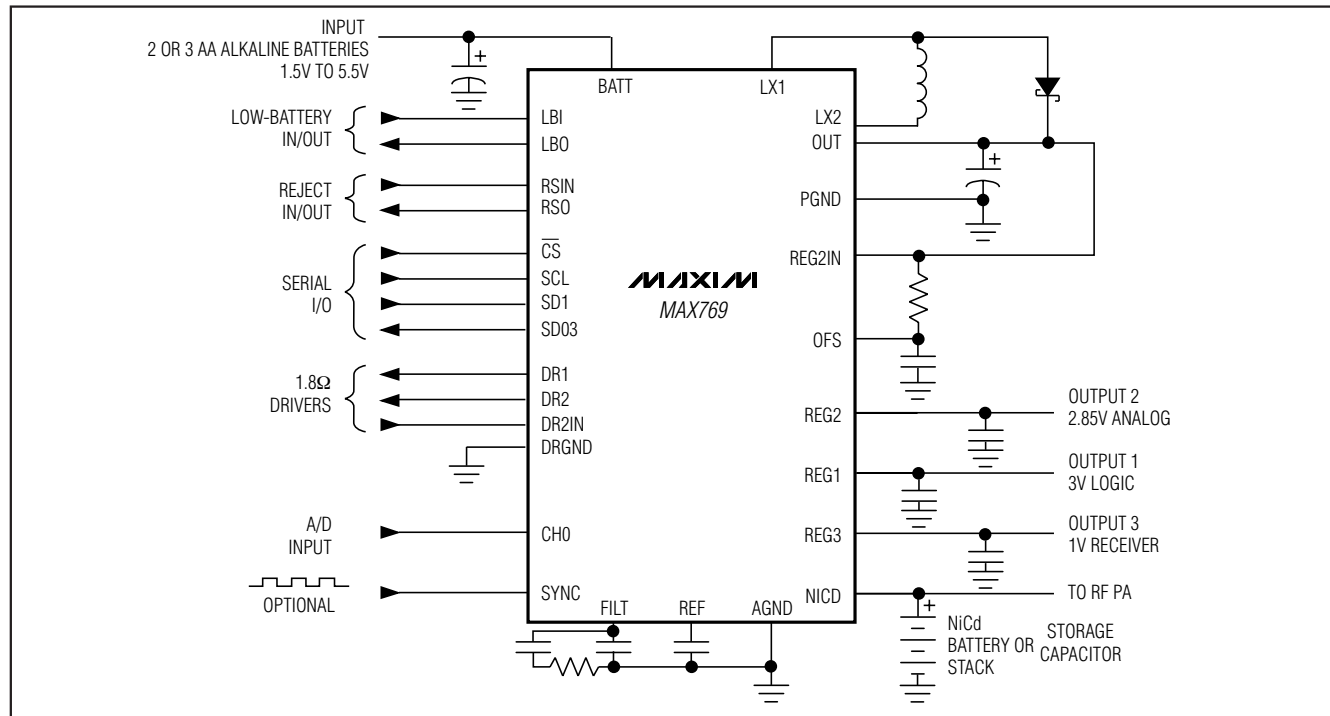 INPUT
2 OR 3 AA ALKALINE BATTERIES
1.5V TO 5.5V
+
BATT
LX1
LOW-BATTERY
IN/OUT
LBI
LBO
LX2
OUT
+
REJECT
IN/OUT
RSIN
RSO
PGND
SERIAL
I/O
CS
SCL
SD1
SD03
REG2IN
MAXIM
MAX769
OFS
1.8Ω
DRIVERS
DR1
DR2
DR2IN
DRGND
REG2
OUTPUT 2
2.85V ANALOG
REG1
OUTPUT 1
3V LOGIC
A/D
INPUT
CH0
REG3
OUTPUT 3
1V RECEIVER
OPTIONAL
SYNC
FILT
REF
AGND
NICD
TO RF PA
+
NiCd
BATTERY OR
STACK
STORAGE
CAPACITOR